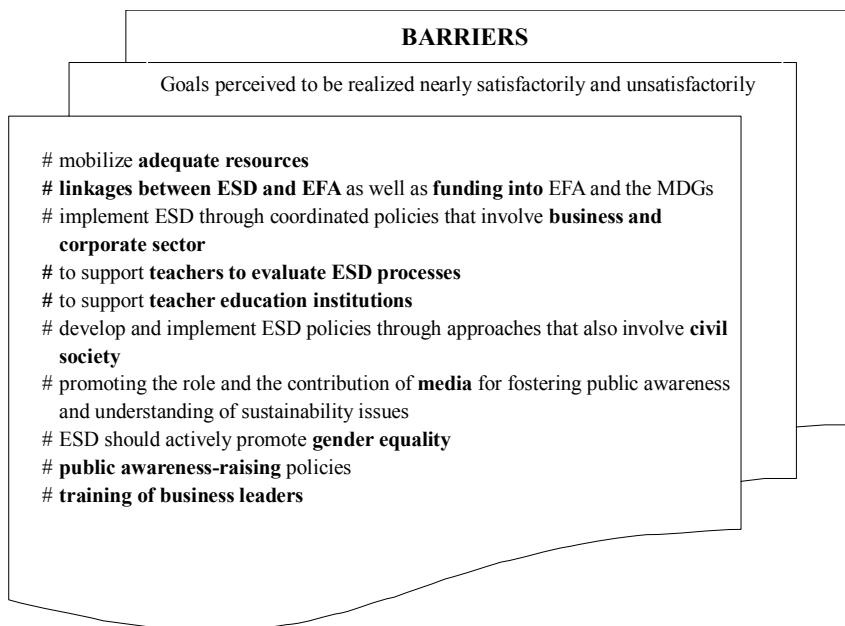 BARRIERS
Goals perceived to be realized nearly satisfactorily and unsatisfactorily
# mobilize adequate resources
# linkages between ESD and EFA as well as funding into EFA and the MDGs
# implement ESD through coordinated policies that involve business and
corporate sector
# to support teachers to evaluate ESD processes
# to support teacher education institutions
# develop and implement ESD policies through approaches that also involve civil
society
# promoting the role and the contribution of media for fostering public awareness
and understanding of sustainability issues
# ESD should actively promote gender equality
# public awareness-raising policies
# training of business leaders